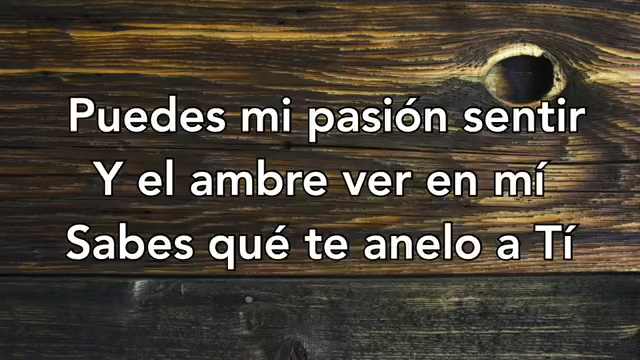 Puedes mi pasión sentir
Y el ambre ver en mí
Sabes qué te anelo a Tí